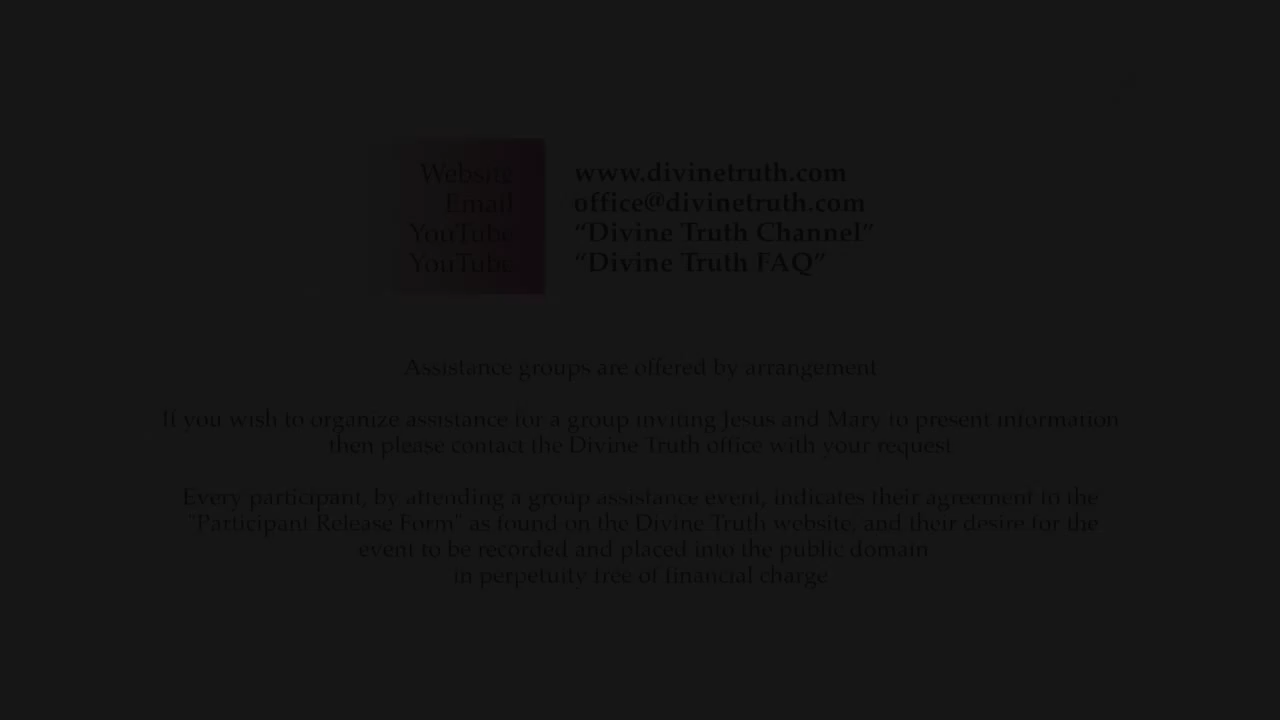 Website www.divinetruth.com
Email office@divinetruth.com
YouTube “Divine Truth Channel”
YouTube “Divine Truth FAQ”
Assistance groups are offered by arrangement
If you wish to organize assistance for a group inviting Jesus and Mary to present information
then please contact the Divine Truth office with your request
Every participant, by attending a group assistance event, indicates their agreement to the
"Participant Release Form" as found on the Divine Truth website, and their desire for the
event to be recorded and placed into the public domain
in perpetuity free of financial charge